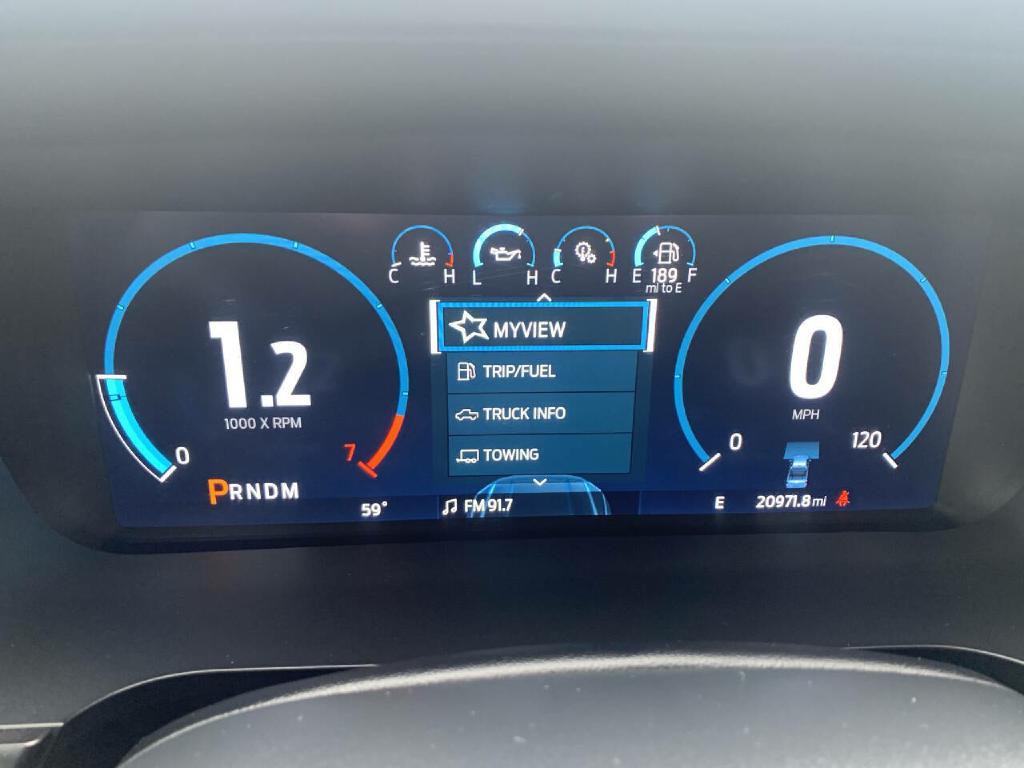 C H L H C H E 189 F
mi to E
MYVIEW
TRIP/FUEL
TRUCK INFO
TOWING
1.2
1000 X RPM
0
7
0
MPH
0
120
PRNDM
59°
FM 91.7
E
20971.8 mi